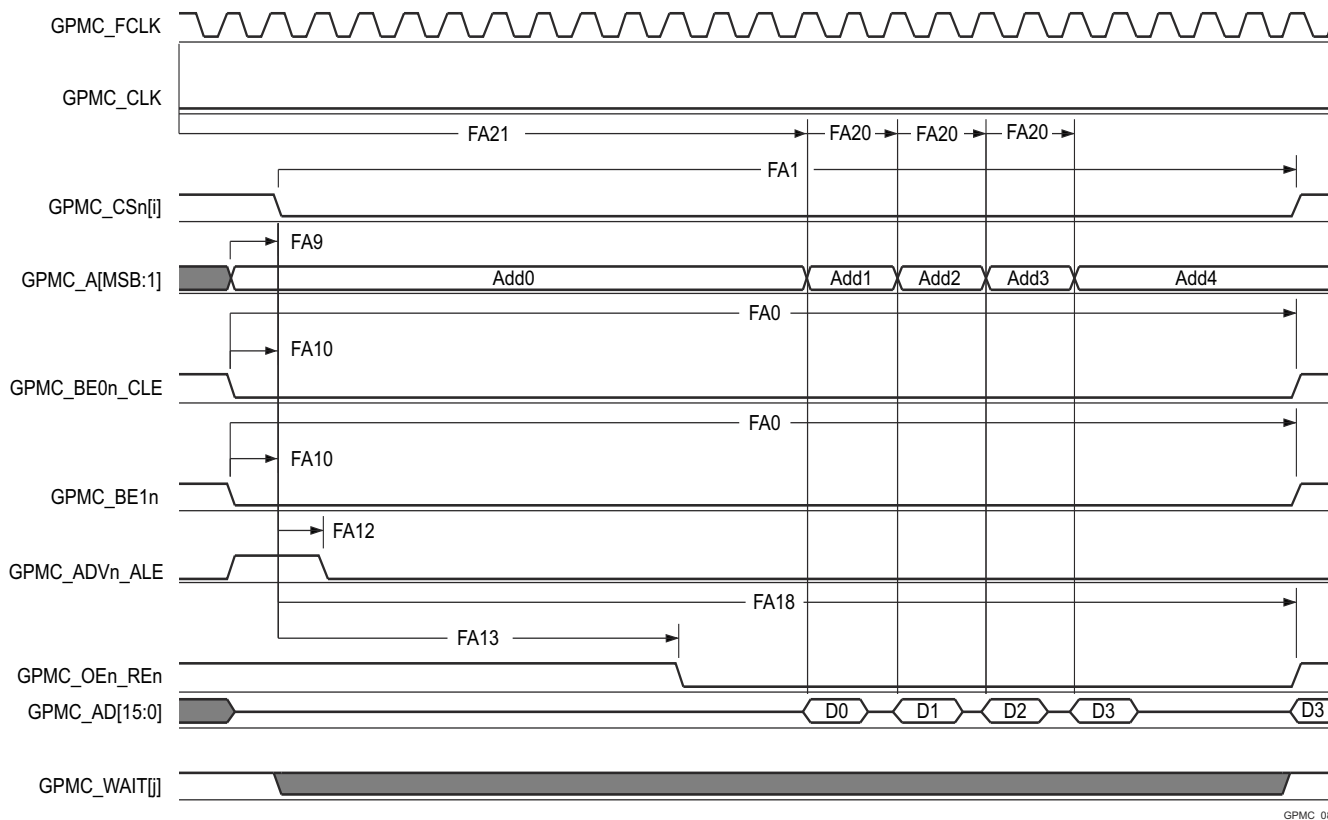 GPMC_FCLK
GPMC_CLK
FA21 FA20 FA20 FA20
FA1
GPMC_CSn[i]
FA9
GPMC_A[MSB:1] Add0 Add1 Add2 Add3 Add4
FA0
FA10
GPMC_BE0n_CLE
FA0
FA10
GPMC_BE1n
FA12
GPMC_ADVn_ALE
FA18
FA13
GPMC_OEn_REn
GPMC_AD[15:0] D0 D1 D2 D3 D3
GPMC_WAIT[j]